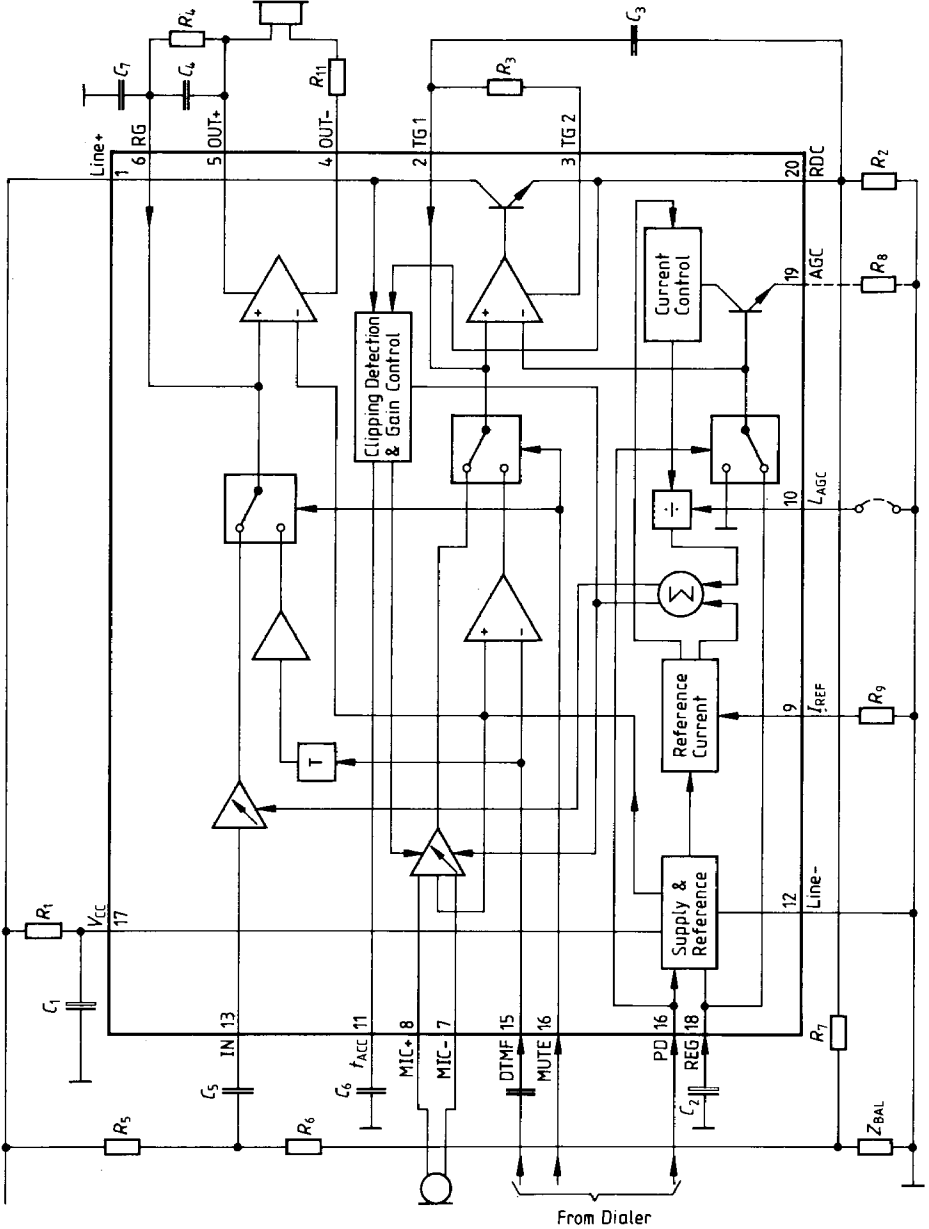 C7
R4
C4
R11
C3
R3
Line+
1
6 RG
5 OUT+
4 OUT-
2 TG 1
3 TG 2
20
RDC
R2
19
AGC
R8
+
-
Clipping Detection
& Gain Control
+
-
Current
Control
÷
10
LAGC
Σ
+
-
T
Reference
Current
9
IREF
R9
R1
VCC
17
C1
Supply &
Reference
12
Line-
R7
IN 13
tACC 11
MIC+ 8
MIC- 7
DTMF 15
MUTE 16
PD 16
REG 18
C5
C6
C2
R5
R6
ZBAL
From Dialer